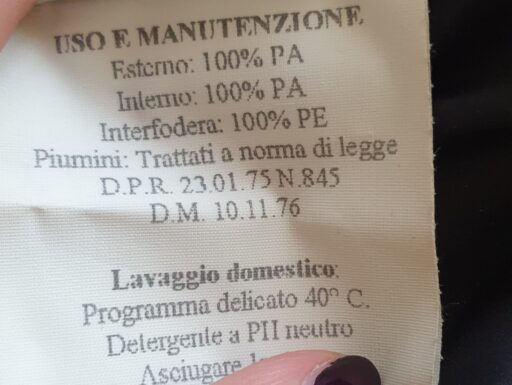 USO E MANUTENZIONE
Esterno: 100% PA
Interno: 100% PA
Interfodera: 100% PE
Piumini: Trattati a norma di legge
D.P.R. 23.01.75 N.845
D.M. 10.11.76
Lavaggio domestico:
Programma delicato 40° C.
Detergente a PH neutro
Asciugare